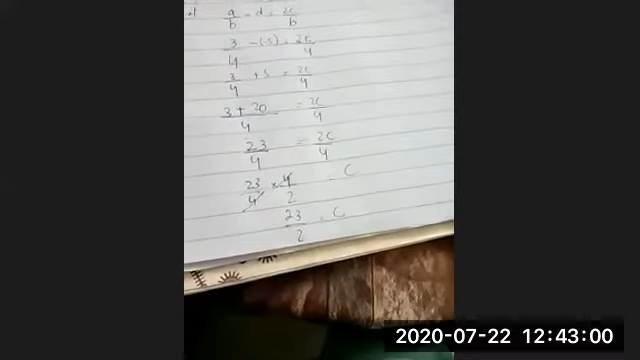 a/b - d = 2c/b
3/4 - (-5) = 2c/4
3/4 + 5 = 2c/4
3 + 20/4 = 2c/4
23/4 = 2c/4
23/4 × 4/2 = C
23/2 = C
2020-07-22 12:43:00